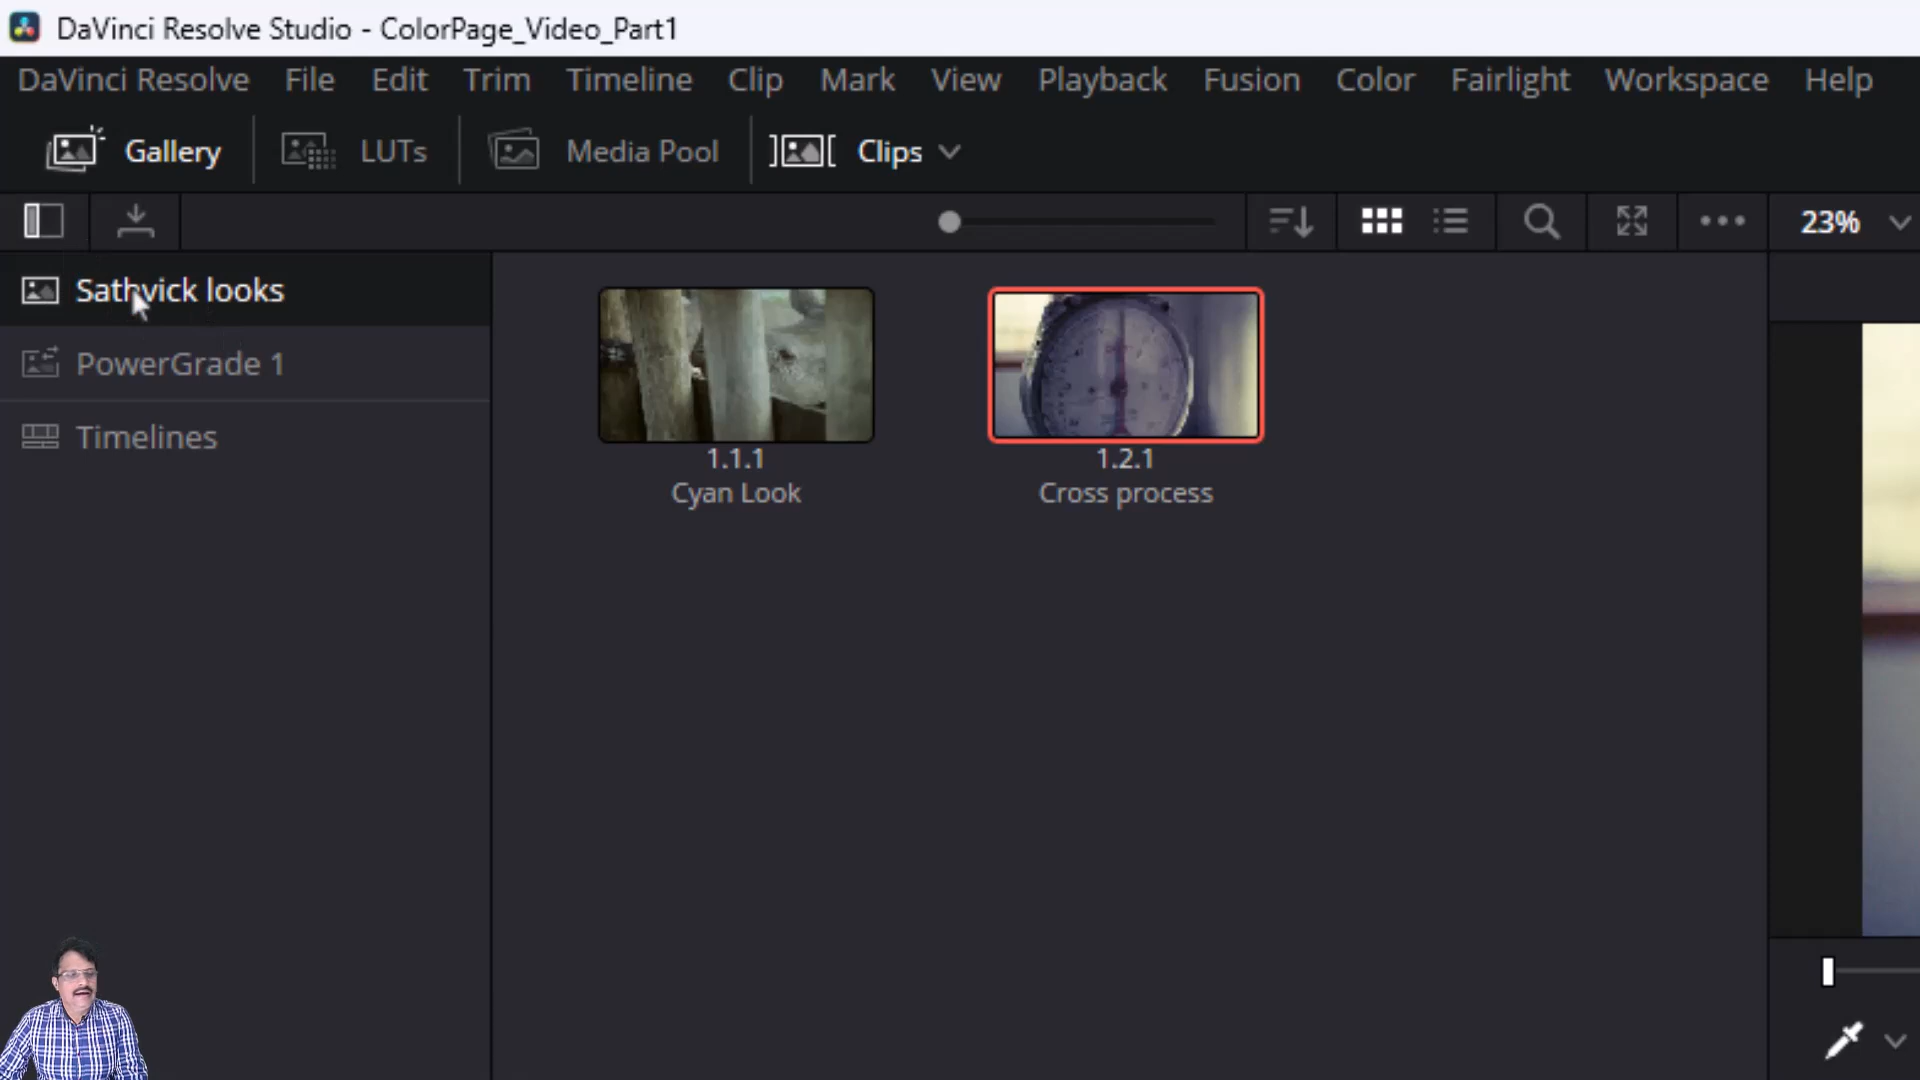 DaVinci Resolve Studio - ColorPage_Video_Part1
DaVinci Resolve File Edit Trim Timeline Clip Mark View Playback Fusion Color Fairlight Workspace Help
Gallery LUTs Media Pool Clips
23%
Sathvick looks
PowerGrade 1
Timelines
1.1.1
Cyan Look
1.2.1
Cross process